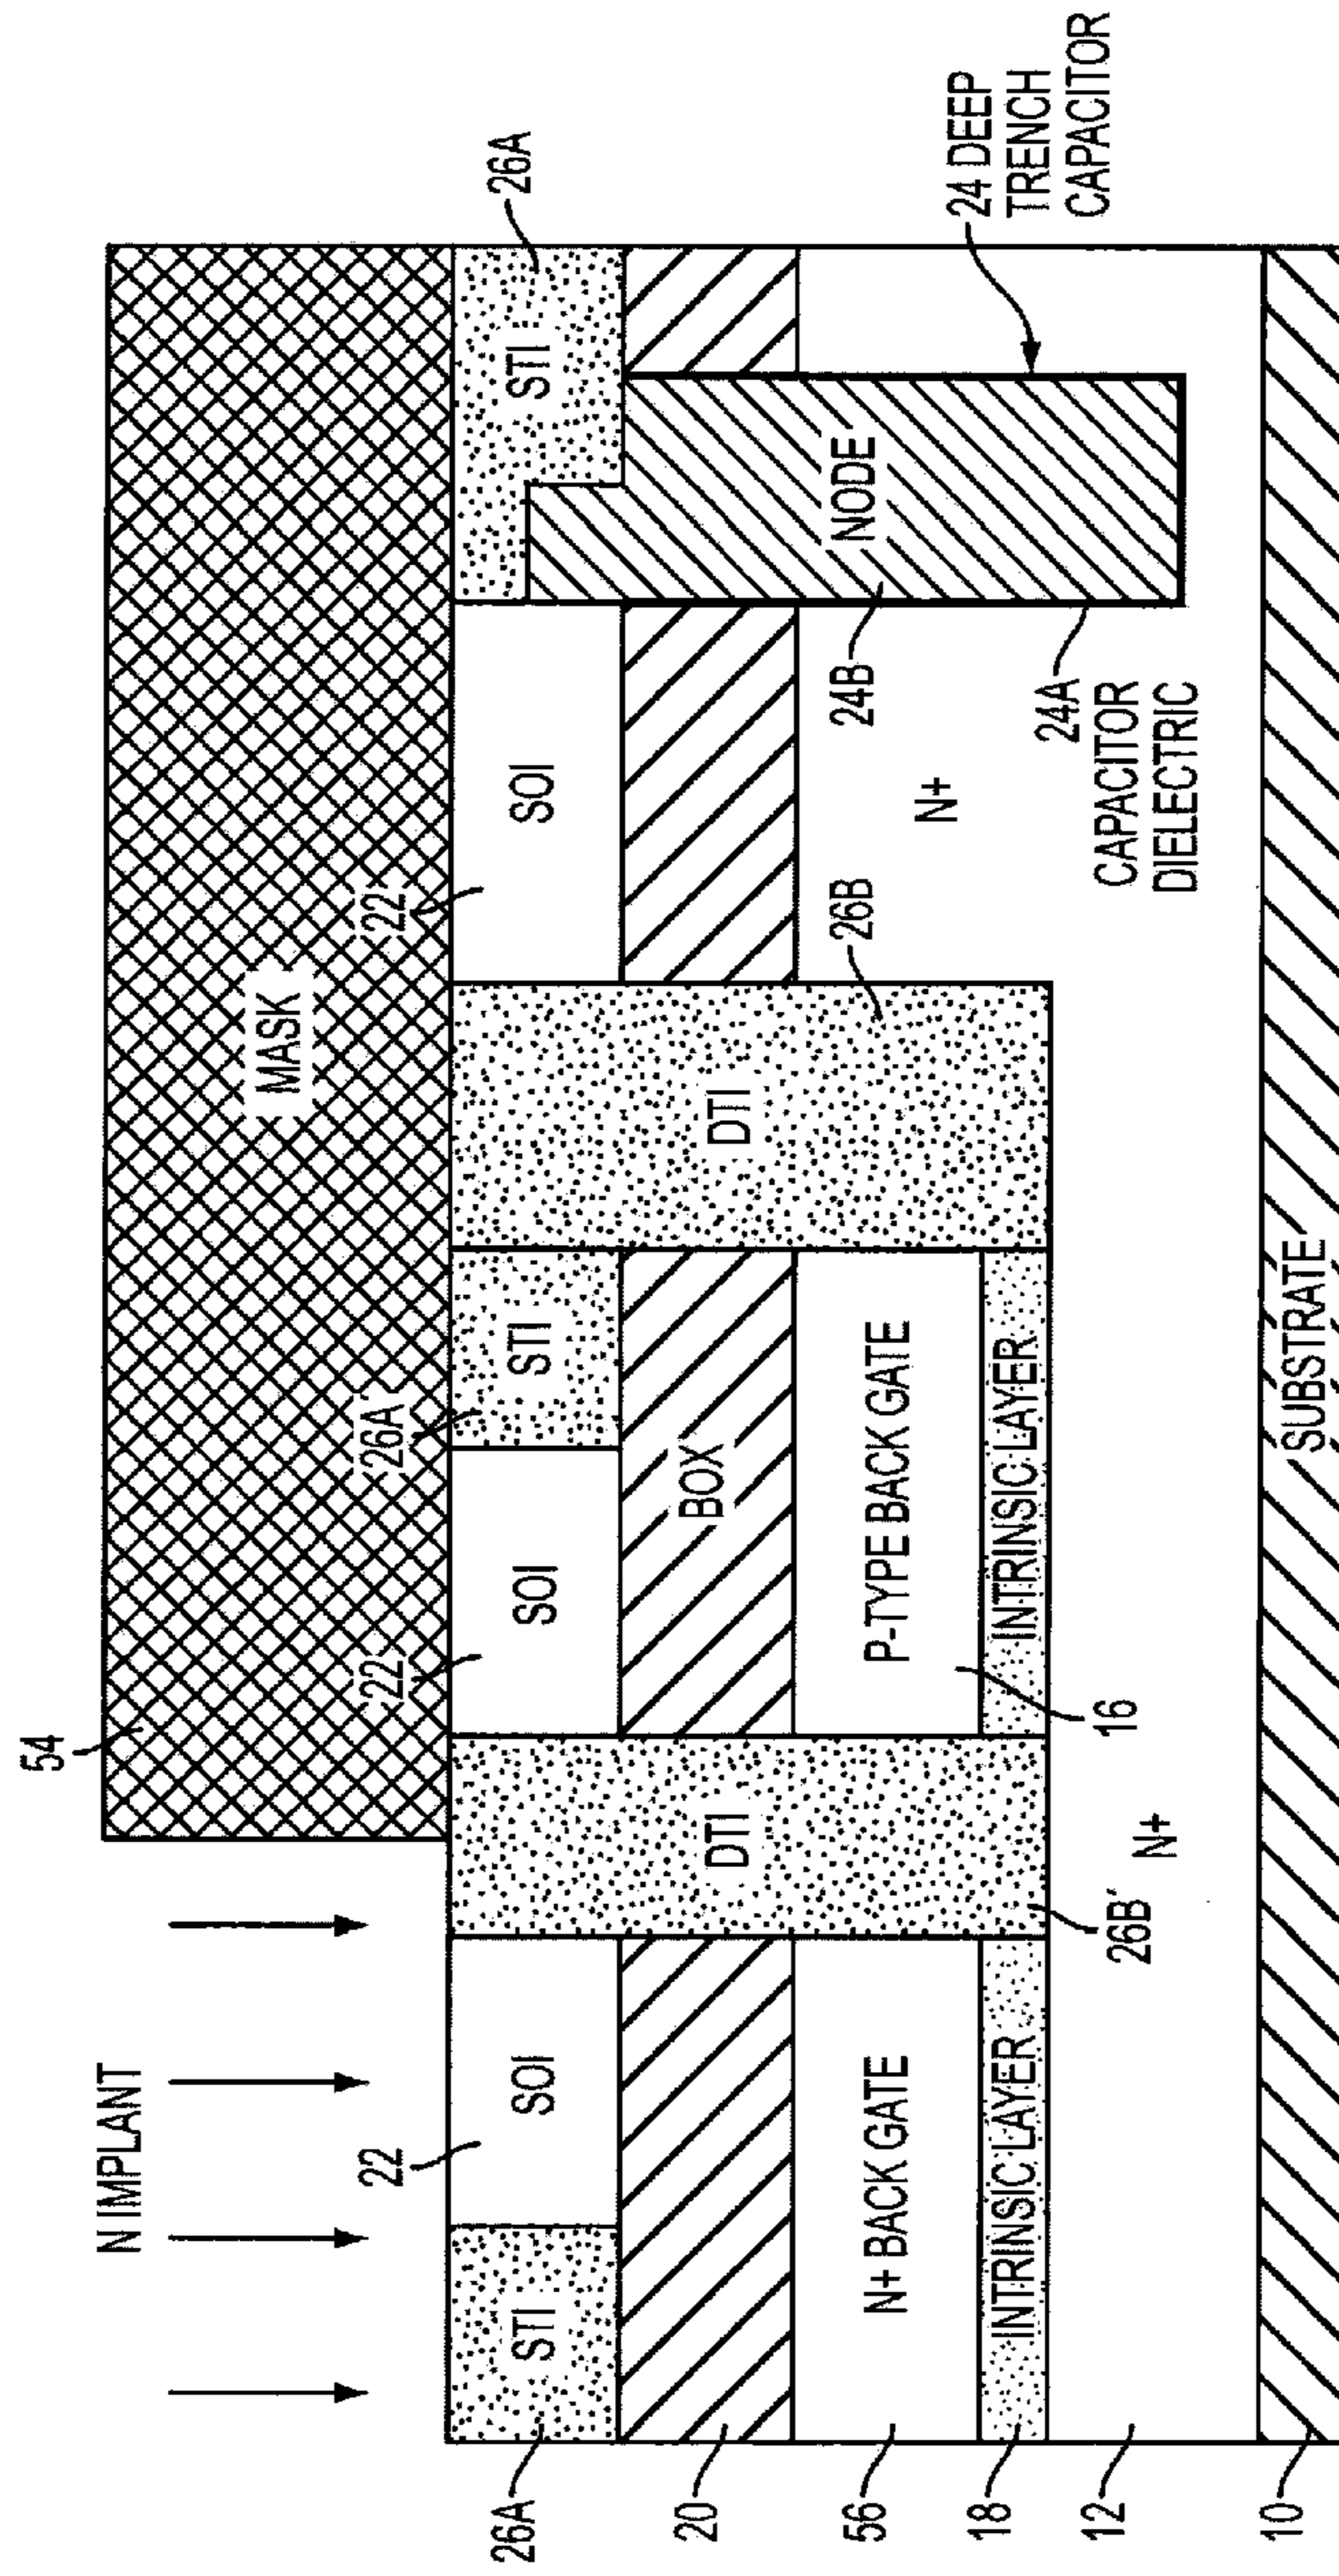 N IMPLANT
54
MASK
26A
STI
22
SOI
22
SOI
26A
STI
22
SOI
STI
26A
20
BOX
DTI
DTI
26B
NODE
24B
24 DEEP
TRENCH
CAPACITOR
56
N+ BACK GATE
P-TYPE BACK GATE
N+
18
INTRINSIC LAYER
INTRINSIC LAYER
24A
CAPACITOR
DIELECTRIC
12
26B'
N+
16
10
SUBSTRATE